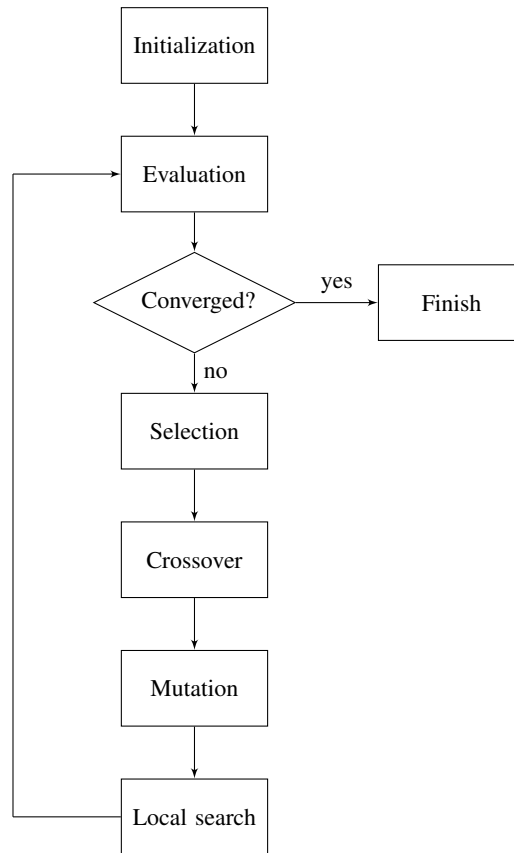 Initialization
Evaluation
Converged?
yes
Finish
no
Selection
Crossover
Mutation
Local search